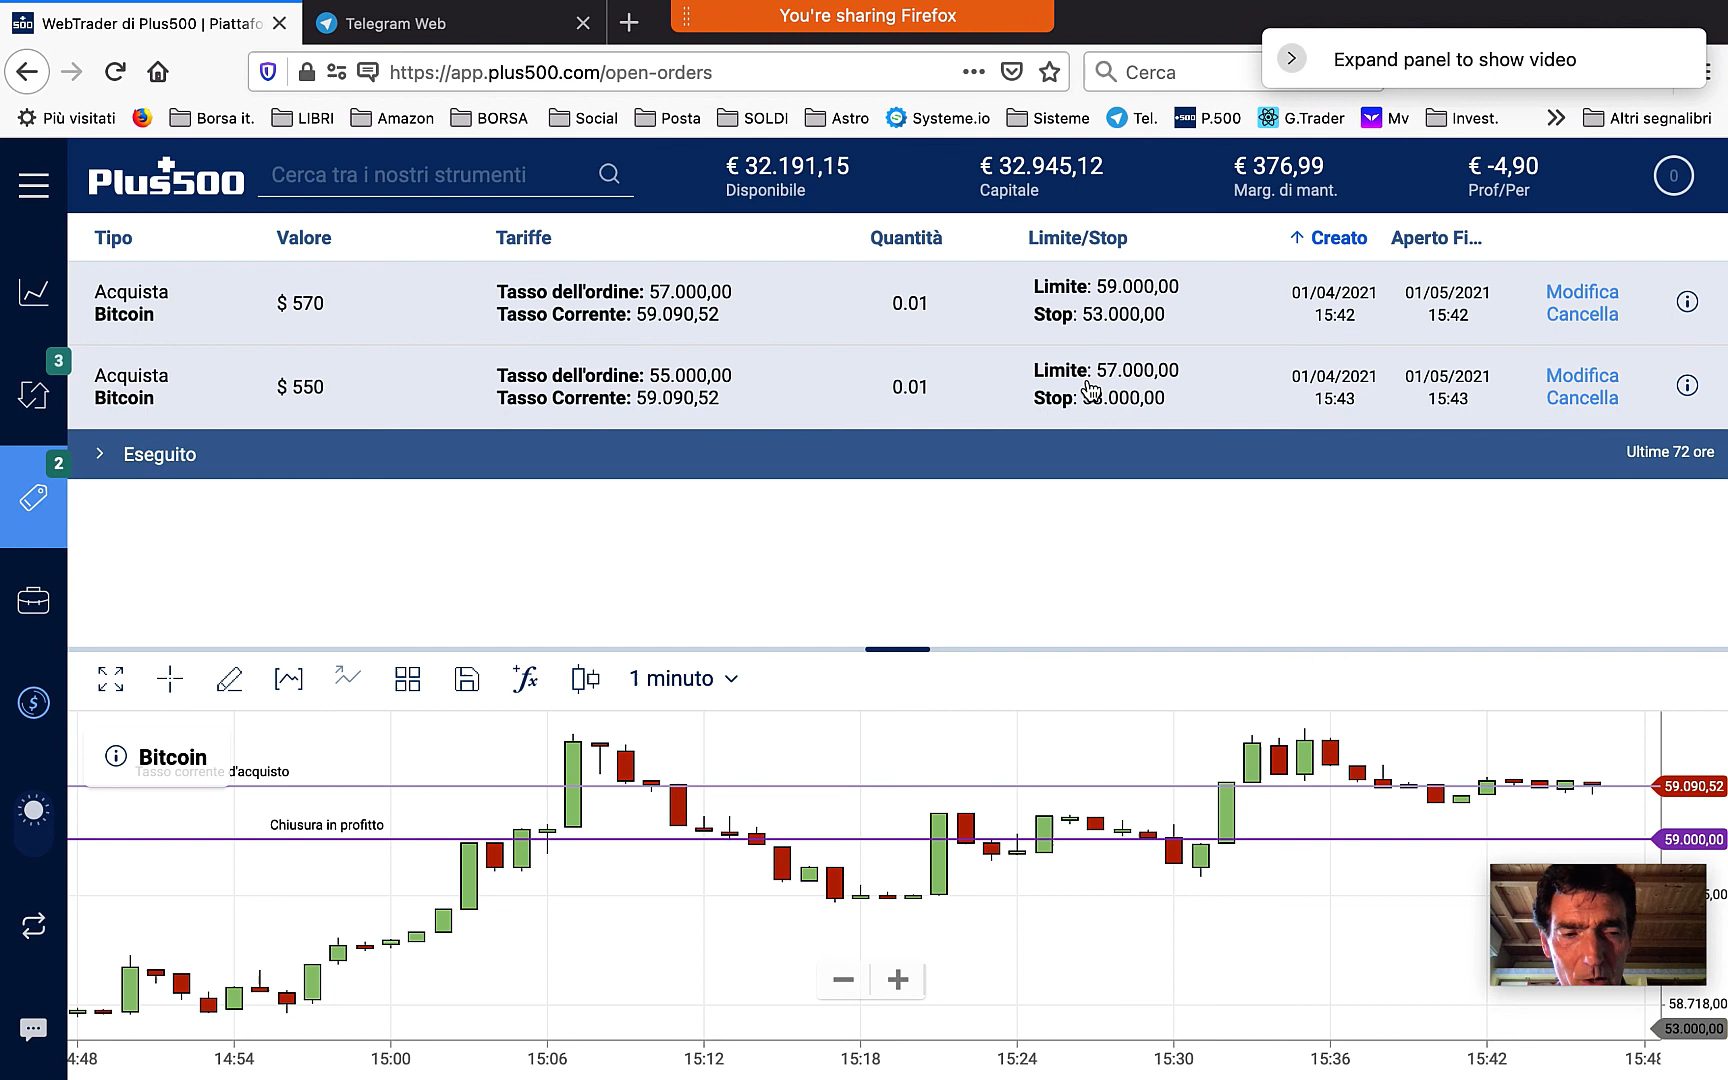 WebTrader di Plus500 | Piattafo
Telegram Web
You're sharing Firefox
Expand panel to show video
https://app.plus500.com/open-orders
Cerca
Più visitati
Borsa it.
LIBRI
Amazon
BORSA
Social
Posta
SOLDI
Astro
Systeme.io
Sisteme
Tel.
P.500
G.Trader
Mv
Invest.
Altri segnalibri
Plus500
Cerca tra i nostri strumenti
€ 32.191,15
Disponibile
€ 32.945,12
Capitale
€ 376,99
Marg. di mant.
€ -4,90
Prof/Per
0
Tipo
Valore
Tariffe
Quantità
Limite/Stop
Creato
Aperto Fi...
Acquista
Bitcoin
$ 570
Tasso dell'ordine: 57.000,00
Tasso Corrente: 59.090,52
0.01
Limite: 59.000,00
Stop: 53.000,00
01/04/2021
15:42
01/05/2021
15:42
Modifica
Cancella
3
Acquista
Bitcoin
$ 550
Tasso dell'ordine: 55.000,00
Tasso Corrente: 59.090,52
0.01
Limite: 57.000,00
Stop: .000,00
01/04/2021
15:43
01/05/2021
15:43
Modifica
Cancella
2
Eseguito
Ultime 72 ore
1 minuto
Bitcoin
Tasso corrente d'acquisto
59.090,52
Chiusura in profitto
59.000,00
58.718,00
53.000,00
14:54
15:00
15:06
15:12
15:18
15:24
15:30
15:36
15:42